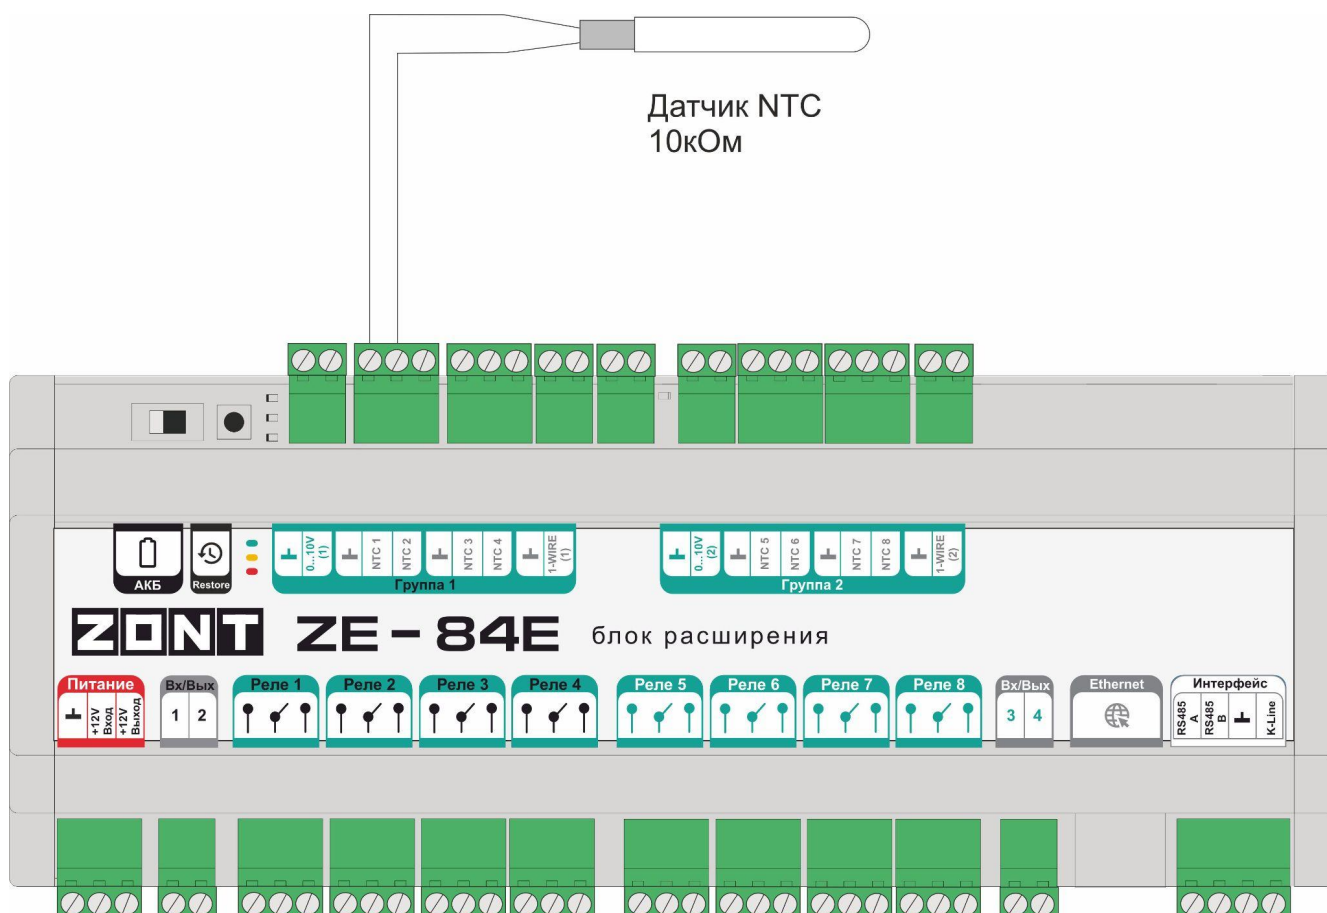 Датчик NTC
10кОм
АКБ
Restore
0...10V
(1)
NTC 1
NTC 2
NTC 3
NTC 4
1-WIRE
(1)
Группа 1
0...10V
(2)
NTC 5
NTC 6
NTC 7
NTC 8
1-WIRE
(2)
Группа 2
ZONT ZE-84E блок расширения
Питание
+12V
Вход
+12V
Выход
Вх/Вых
1 2
Реле 1
Реле 2
Реле 3
Реле 4
Реле 5
Реле 6
Реле 7
Реле 8
Вх/Вых
3 4
Ethernet
Интерфейс
RS485
A
RS485
B
K-Line